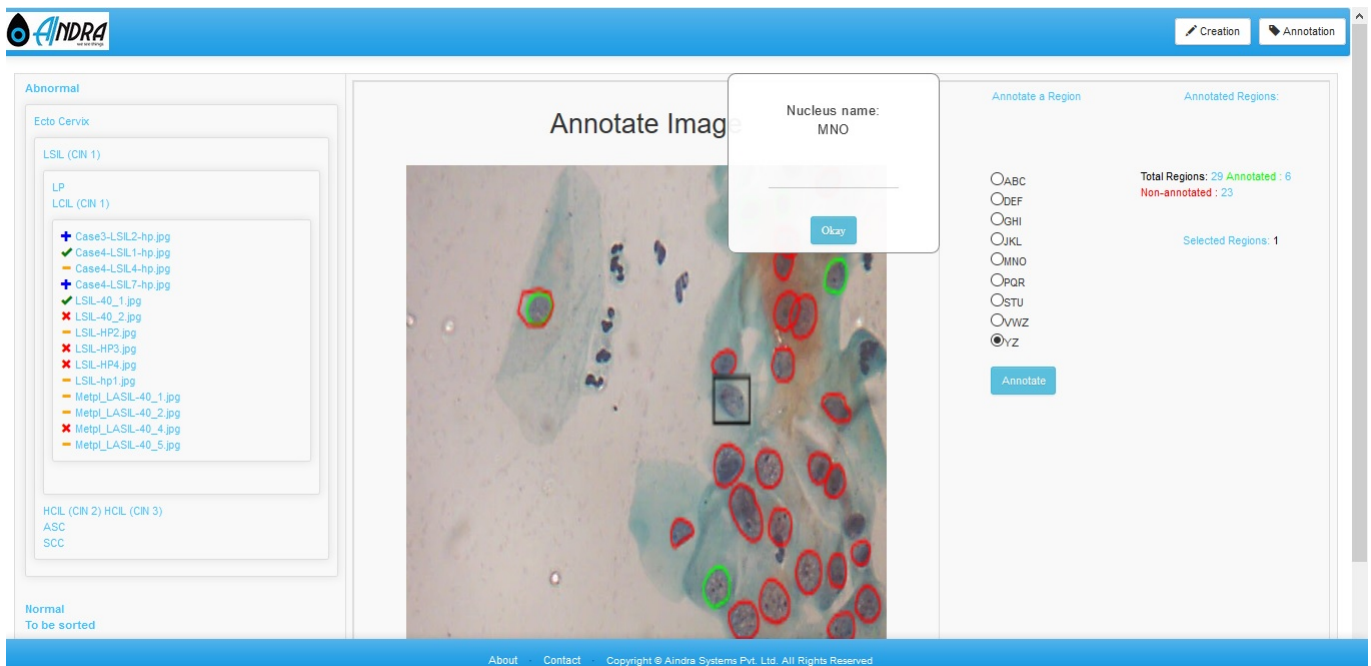 AINDRA
Creation
Annotation
Abnormal
Ecto Cervix
LSIL (CIN 1)
LP
LCIL (CIN 1)
Case3-LSIL2-hp.jpg
Case4-LSIL1-hp.jpg
Case4-LSIL4-hp.jpg
Case4-LSIL7-hp.jpg
LSIL-40_1.jpg
LSIL-40_2.jpg
LSIL-HP2.jpg
LSIL-HP3.jpg
LSIL-HP4.jpg
LSIL-hp1.jpg
Metpl_LASIL-40_1.jpg
Metpl_LASIL-40_2.jpg
Metpl_LASIL-40_4.jpg
Metpl_LASIL-40_5.jpg
HCIL (CIN 2) HCIL (CIN 3)
ASC
SCC
Normal
To be sorted
Annotate Image
Nucleus name:
MNO
Okay
Annotate a Region
ABC
DEF
GHI
JKL
MNO
PQR
STU
VWZ
YZ
Annotate
Annotated Regions:
Total Regions: 29 Annotated : 6
Non-annotated : 23
Selected Regions: 1
About - Contact - Copyright © Aindra Systems Pvt. Ltd. All Rights Reserved